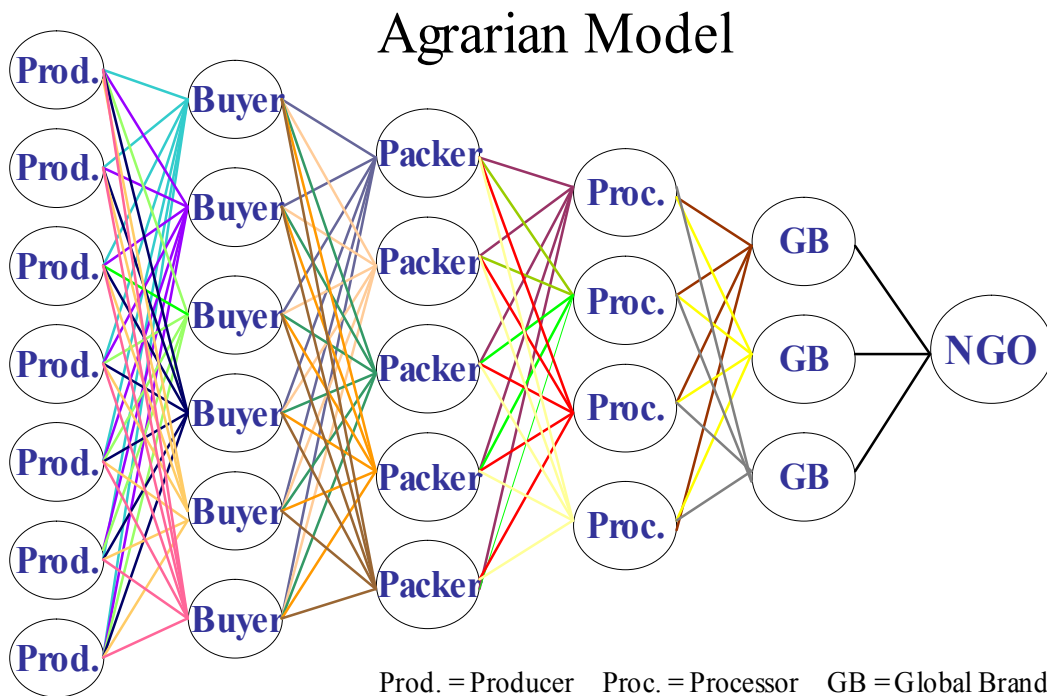 Agrarian Model
Prod.
Prod.
Prod.
Prod.
Prod.
Prod.
Prod.
Buyer
Buyer
Buyer
Buyer
Buyer
Buyer
Packer
Packer
Packer
Packer
Packer
Proc.
Proc.
Proc.
Proc.
GB
GB
GB
NGO
Prod. = Producer Proc. = Processor GB = Global Brand